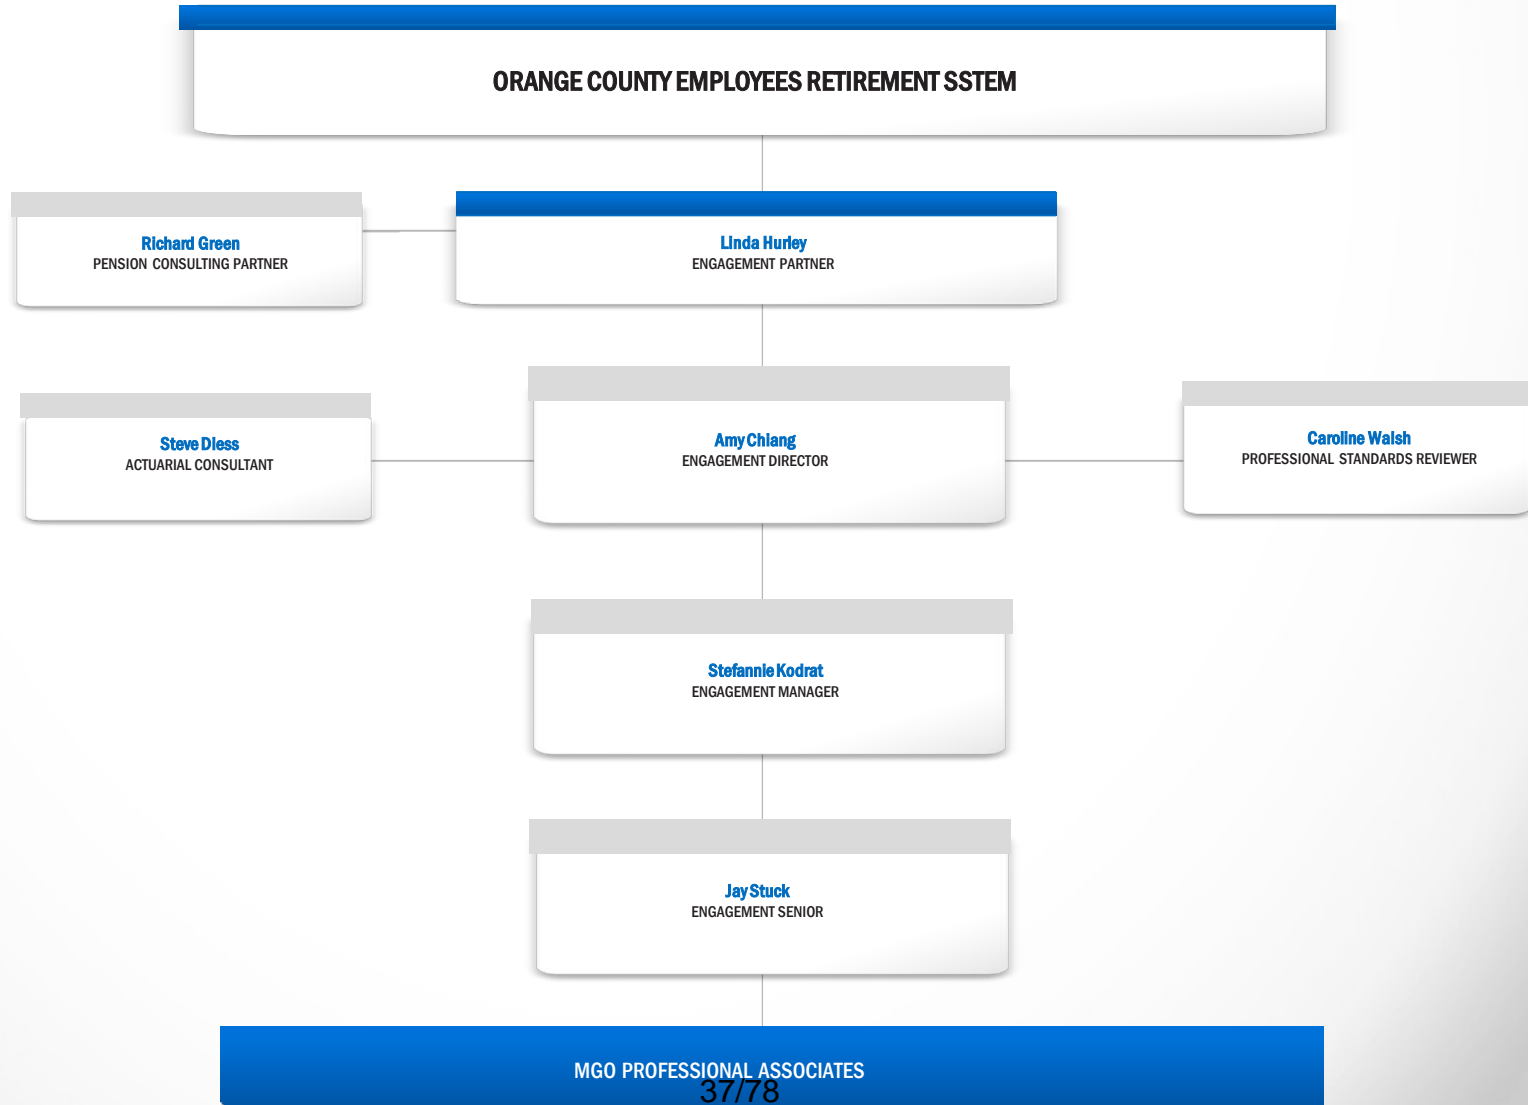 ORANGE COUNTY EMPLOYEES RETIREMENT SSTEM
Richard Green
PENSION CONSULTING PARTNER
Linda Hurley
ENGAGEMENT PARTNER
Steve Diess
ACTUARIAL CONSULTANT
Amy Chiang
ENGAGEMENT DIRECTOR
Caroline Walsh
PROFESSIONAL STANDARDS REVIEWER
Stefannie Kodrat
ENGAGEMENT MANAGER
Jay Stuck
ENGAGEMENT SENIOR
MGO PROFESSIONAL ASSOCIATES
37/78